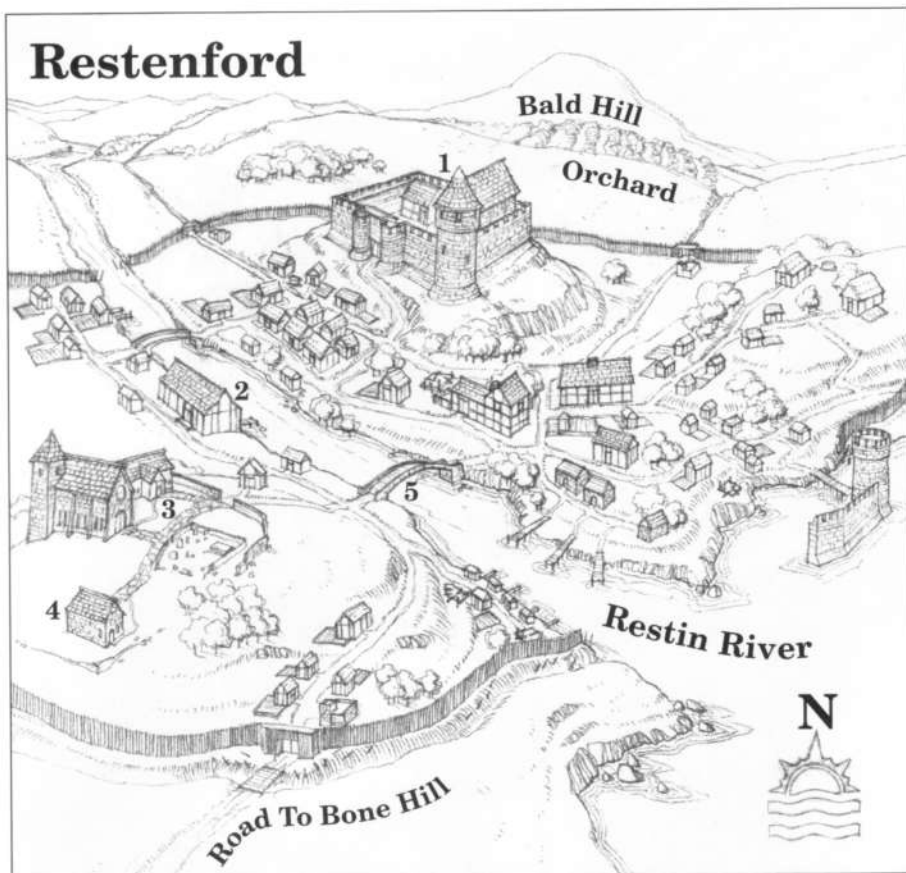 Restenford
Bald Hill
1
Orchard
2
5
3
4
Restin River
N
Road To Bone Hill